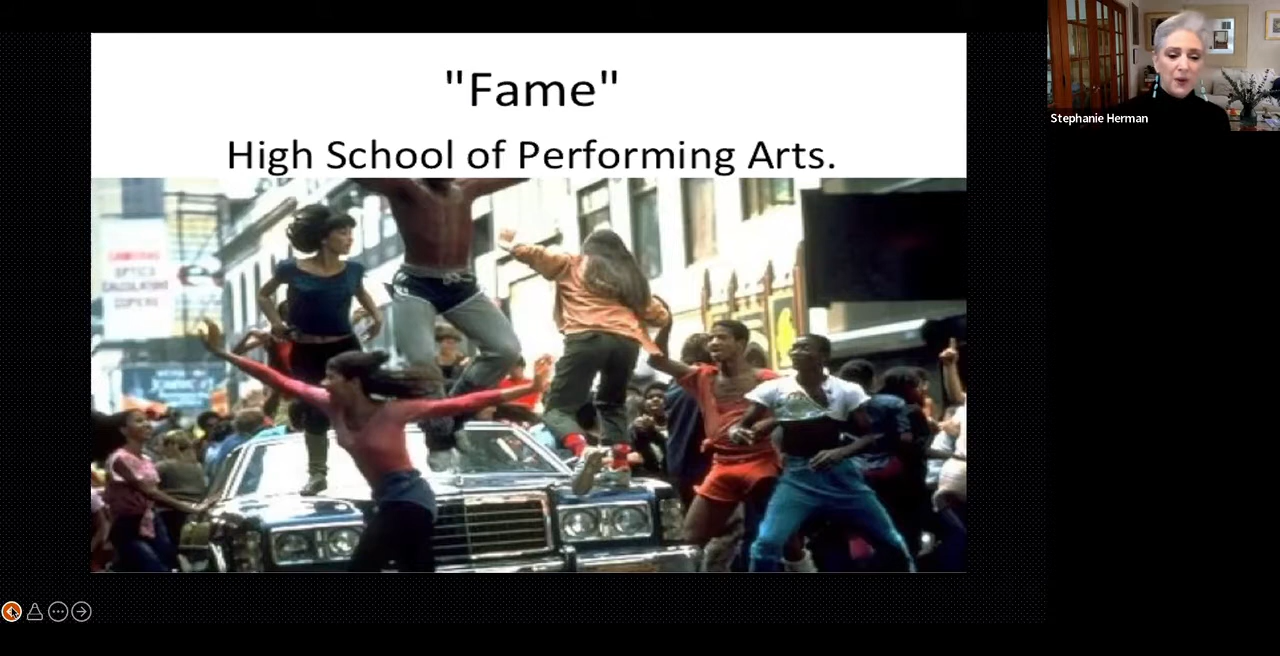 "Fame"
High School of Performing Arts.
Stephanie Herman